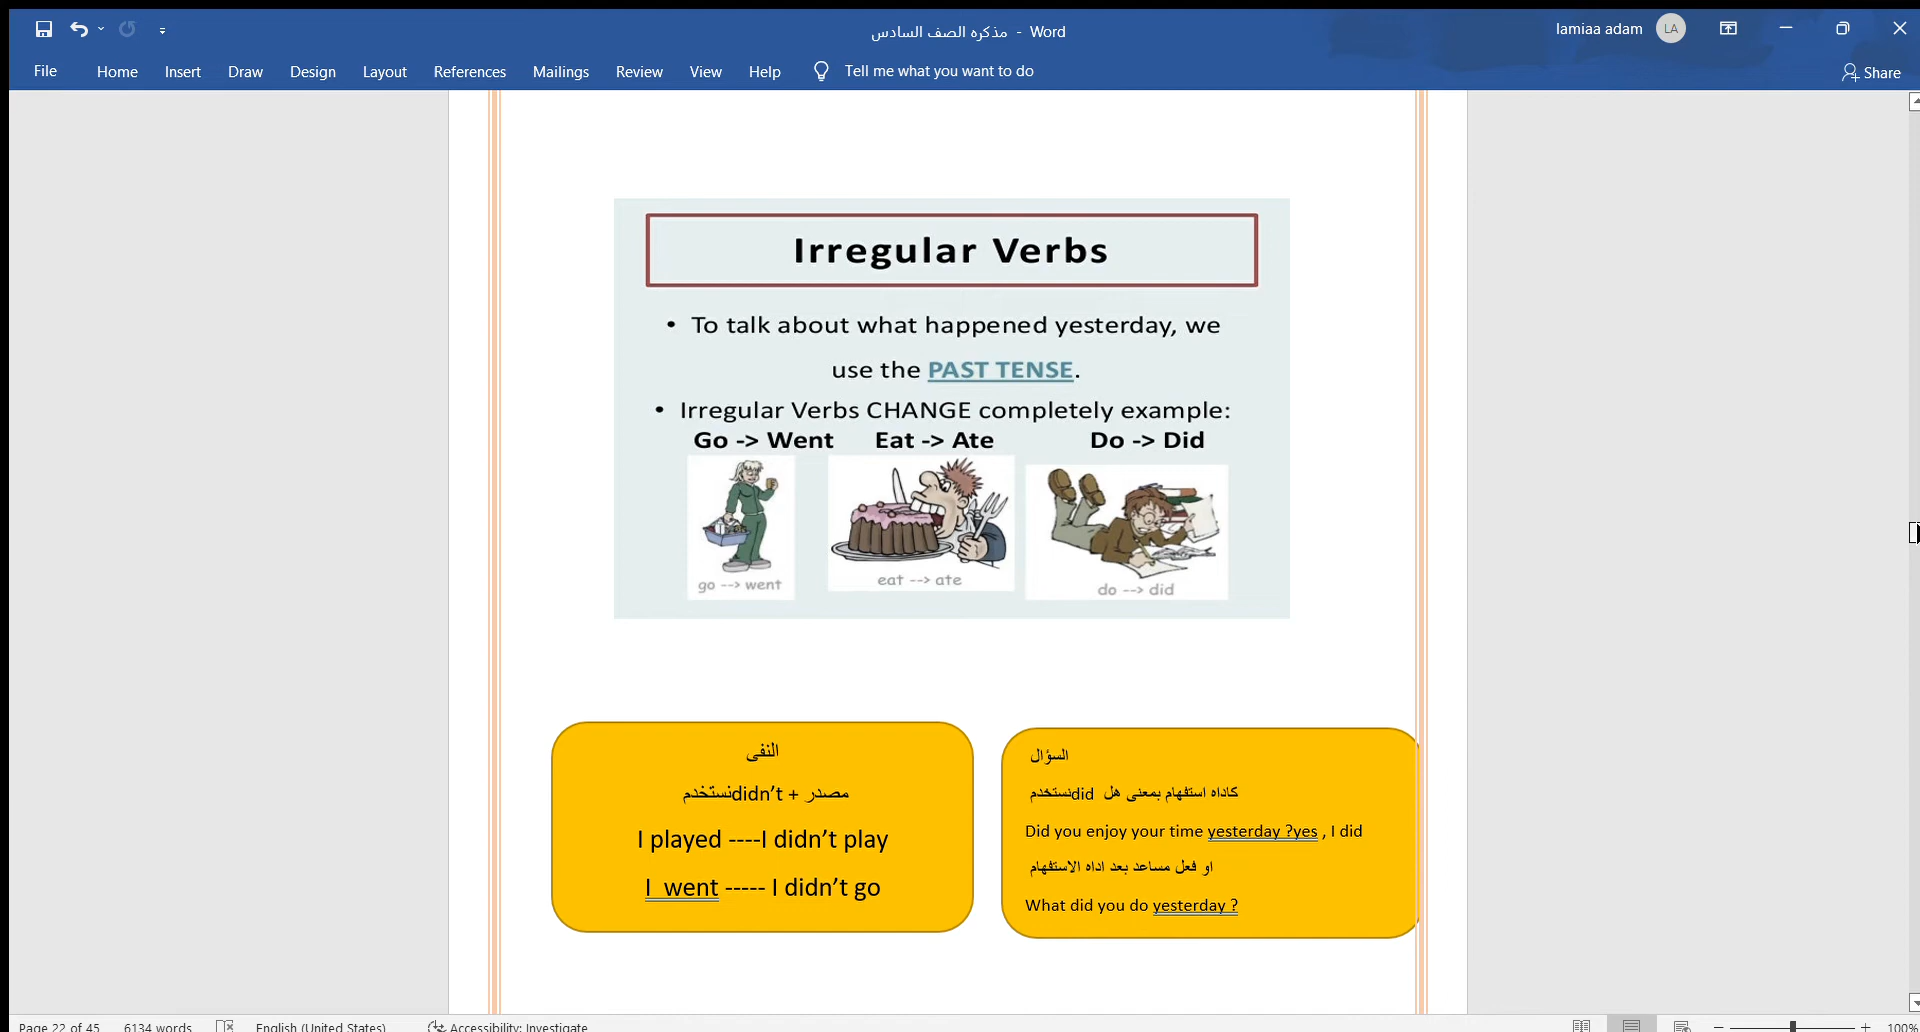 مذكره الصف السادس - Word
lamiaa adam
LA
File
Home
Insert
Draw
Design
Layout
References
Mailings
Review
View
Help
Tell me what you want to do
Share
Irregular Verbs
• To talk about what happened yesterday, we
use the PAST TENSE.
• Irregular Verbs CHANGE completely example:
Go -> Went Eat -> Ate Do -> Did
go --> went
eat --> ate
do --> did
النفى
نستخدمdidn’t + مصدر
I played ----I didn’t play
I went ----- I didn’t go
السؤال
نستخدمdid كاداه استفهام بمعنى هل
Did you enjoy your time yesterday ?yes , I did
او فعل مساعد بعد اداه الاستفهام
What did you do yesterday ?
Page 22 of 45
6134 words
English (United States)
Accessibility: Investigate
100%